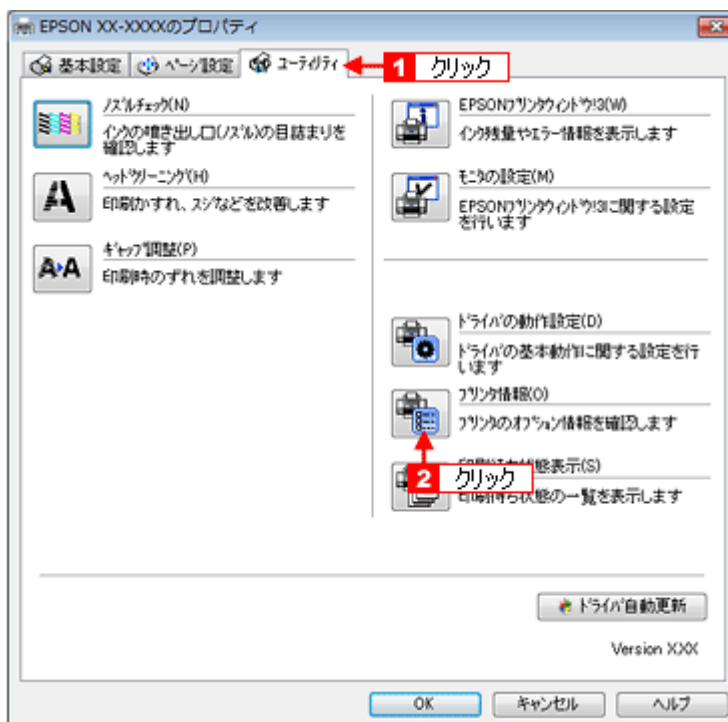 EPSON XX-XXXXのプロパティ
基本設定
ページ設定
ユーティリティ
1 クリック
ノズルチェック(N)
インクの噴き出し口(ノズル)の目詰まりを
確認します
ヘッドクリーニング(H)
印刷かすれ、スジなどを改善します
ギャップ調整(P)
印刷時のずれを調整します
EPSONプリンタウィンドウ!3(W)
インク残量やエラー情報を表示します
モニタの設定(M)
EPSONプリンタウィンドウ!3に関する設定
を行います
ドライバの動作設定(D)
ドライバの基本動作に関する設定を行
います
プリンタ情報(O)
プリンタのオプション情報を確認します
態表示(S)
2 クリック
印刷待ち状態の一覧を表示します
ドライバ自動更新
Version X.XX
OK
キャンセル
ヘルプ